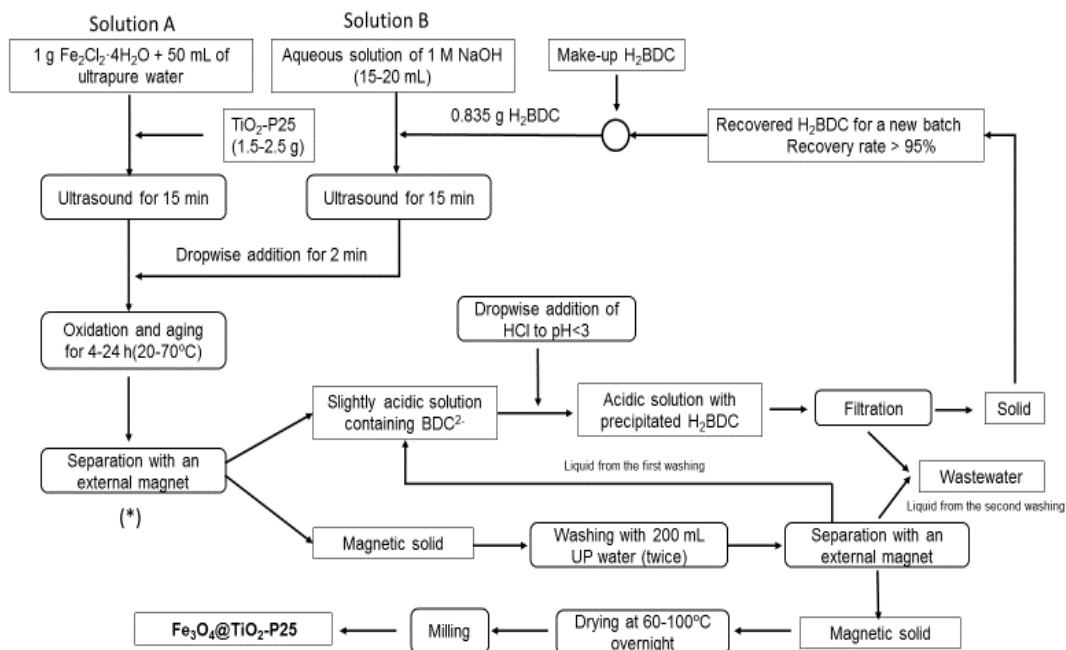 Solution A
Solution B
1 g Fe₂Cl₂·4H₂O + 50 mL of
ultrapure water
Aqueous solution of 1 M NaOH
(15-20 mL)
Make-up H₂BDC
TiO₂-P25
(1.5-2.5 g)
0.835 g H₂BDC
Recovered H₂BDC for a new batch
Recovery rate > 95%
Ultrasound for 15 min
Ultrasound for 15 min
Dropwise addition for 2 min
Oxidation and aging
for 4-24 h(20-70ºC)
Dropwise addition of
HCl to pH<3
Slightly acidic solution
containing BDC²⁻
Acidic solution with
precipitated H₂BDC
Filtration
Solid
Separation with an
external magnet
(*)
Liquid from the first washing
Wastewater
Liquid from the second washing
Magnetic solid
Washing with 200 mL
UP water (twice)
Separation with an
external magnet
Fe₃O₄@TiO₂-P25
Milling
Drying at 60-100ºC
overnight
Magnetic solid